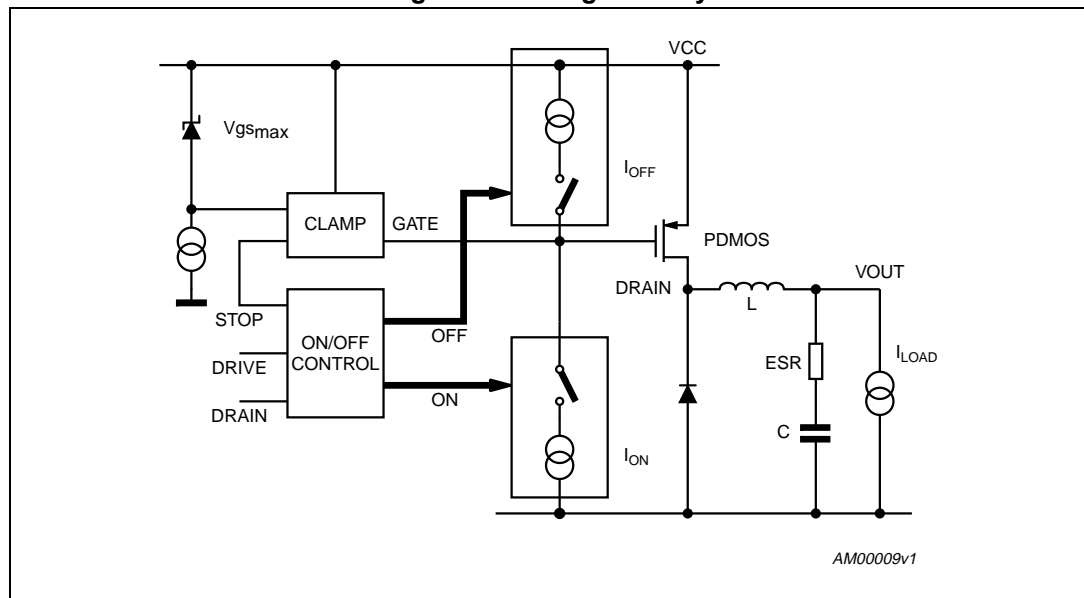 VCC
Vgsmax
IOFF
CLAMP
GATE
PDMOS
DRAIN
L
VOUT
STOP
OFF
ON/OFF
CONTROL
DRIVE
DRAIN
ON
ION
ESR
C
ILOAD
AM00009v1